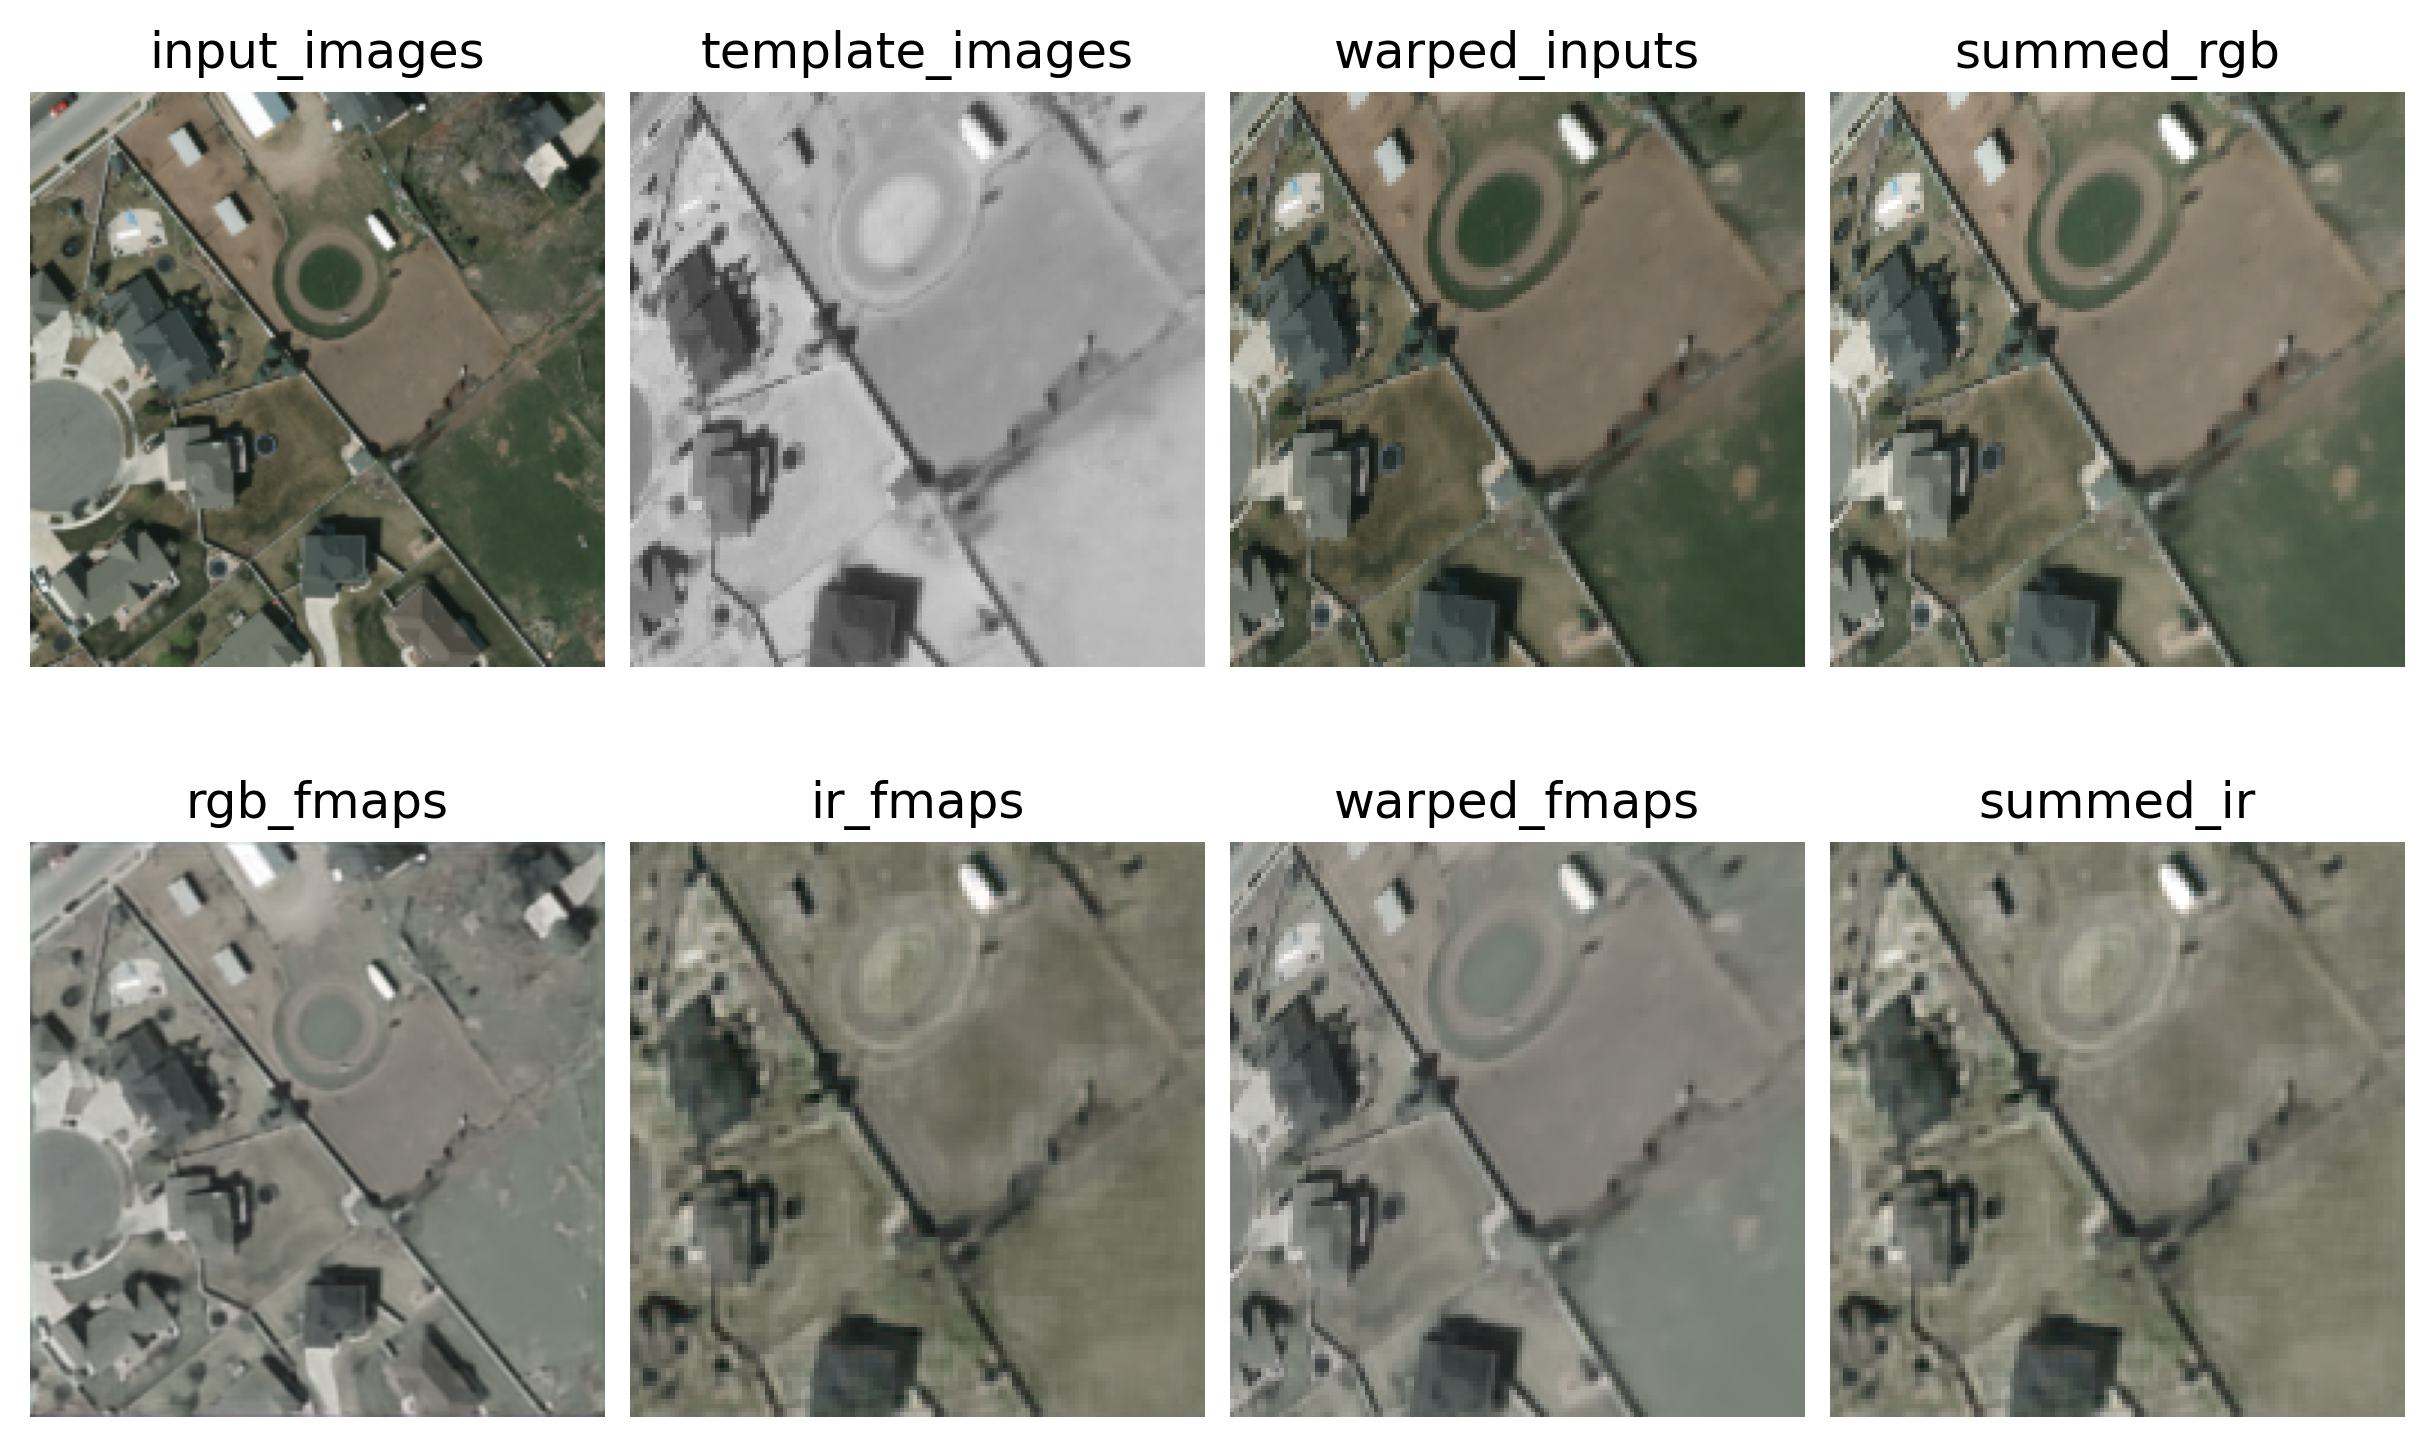 input_images
template_images
warped_inputs
summed_rgb
rgb_fmaps
ir_fmaps
warped_fmaps
summed_ir